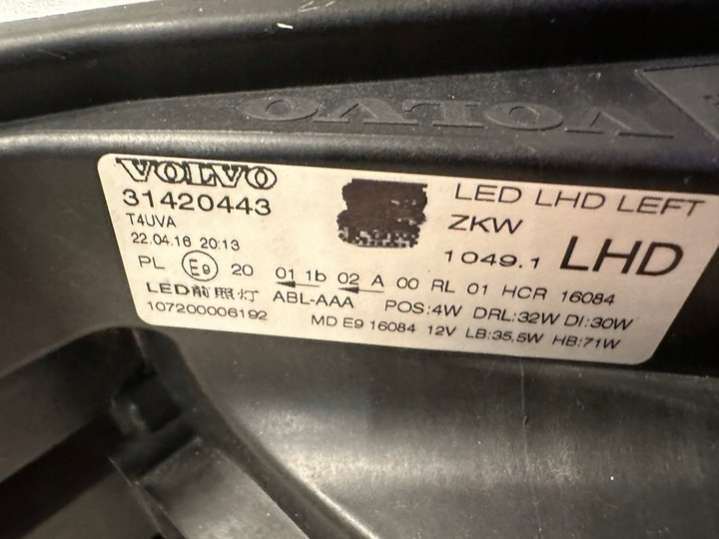 VOLVO
VOLVO
31420443
T4UVA
22.04.16 20:13
PL E9 20 01 1b 02 A 00 RL 01 HCR 16084
LED前照灯 ABL-AAA POS:4W DRL:32W DI:30W
107200006192 MD E9 16084 12V LB:35,5W HB:71W
LED LHD LEFT
ZKW
1049.1 LHD